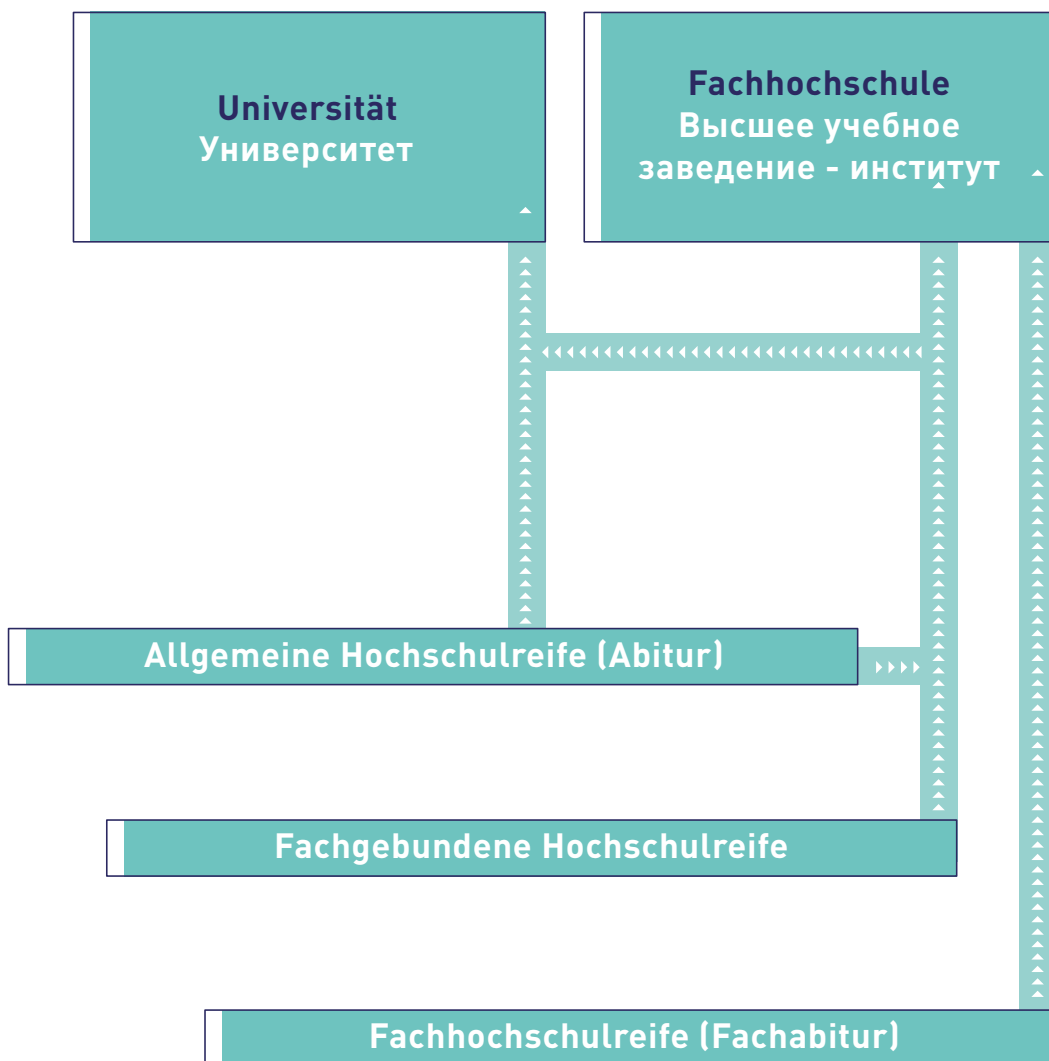 Universität
Университет
Fachhochschule
Высшее учебное
заведение - институт
Allgemeine Hochschulreife (Abitur)
Fachgebundene Hochschulreife
Fachhochschulreife (Fachabitur)